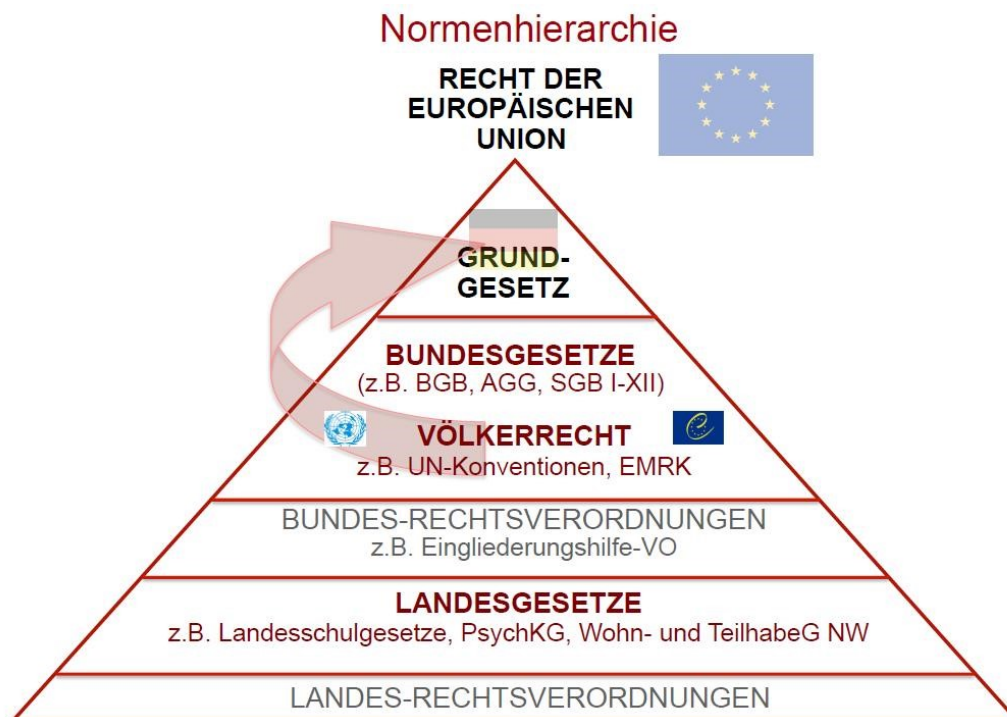 Normenhierarchie
RECHT DER
EUROPÄISCHEN
UNION
GRUND-
GESETZ
BUNDESGESETZE
(z.B. BGB, AGG, SGB I-XII)
VÖLKERRECHT
z.B. UN-Konventionen, EMRK
BUNDES-RECHTSVERORDNUNGEN
z.B. Eingliederungshilfe-VO
LANDESGESETZE
z.B. Landesschulgesetze, PsychKG, Wohn- und TeilhabeG NW
LANDES-RECHTSVERORDNUNGEN